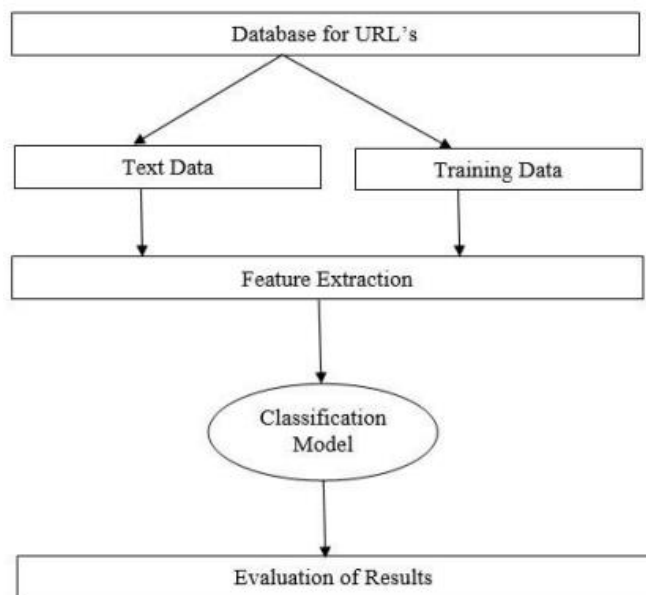 Database for URL’s
Text Data
Training Data
Feature Extraction
Classification
Model
Evaluation of Results